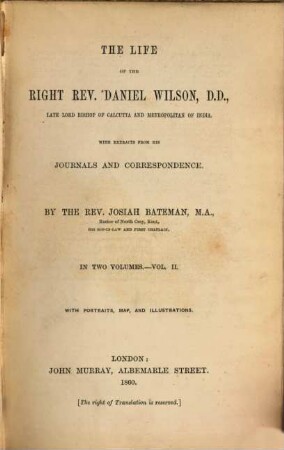 THE LIFE
OF THE
RIGHT REV. DANIEL WILSON, D.D.,
LATE LORD BISHOP OF CALCUTTA AND METROPOLITAN OF INDIA.
WITH EXTRACTS FROM HIS
JOURNALS AND CORRESPONDENCE.
BY THE REV. JOSIAH BATEMAN, M.A.,
Rector of North Cray, Kent,
HIS SON-IN-LAW AND FIRST CHAPLAIN.
IN TWO VOLUMES.—VOL. II.
WITH PORTRAITS, MAP, AND ILLUSTRATIONS.
LONDON:
JOHN MURRAY, ALBEMARLE STREET.
1860.
[The right of Translation is reserved.]